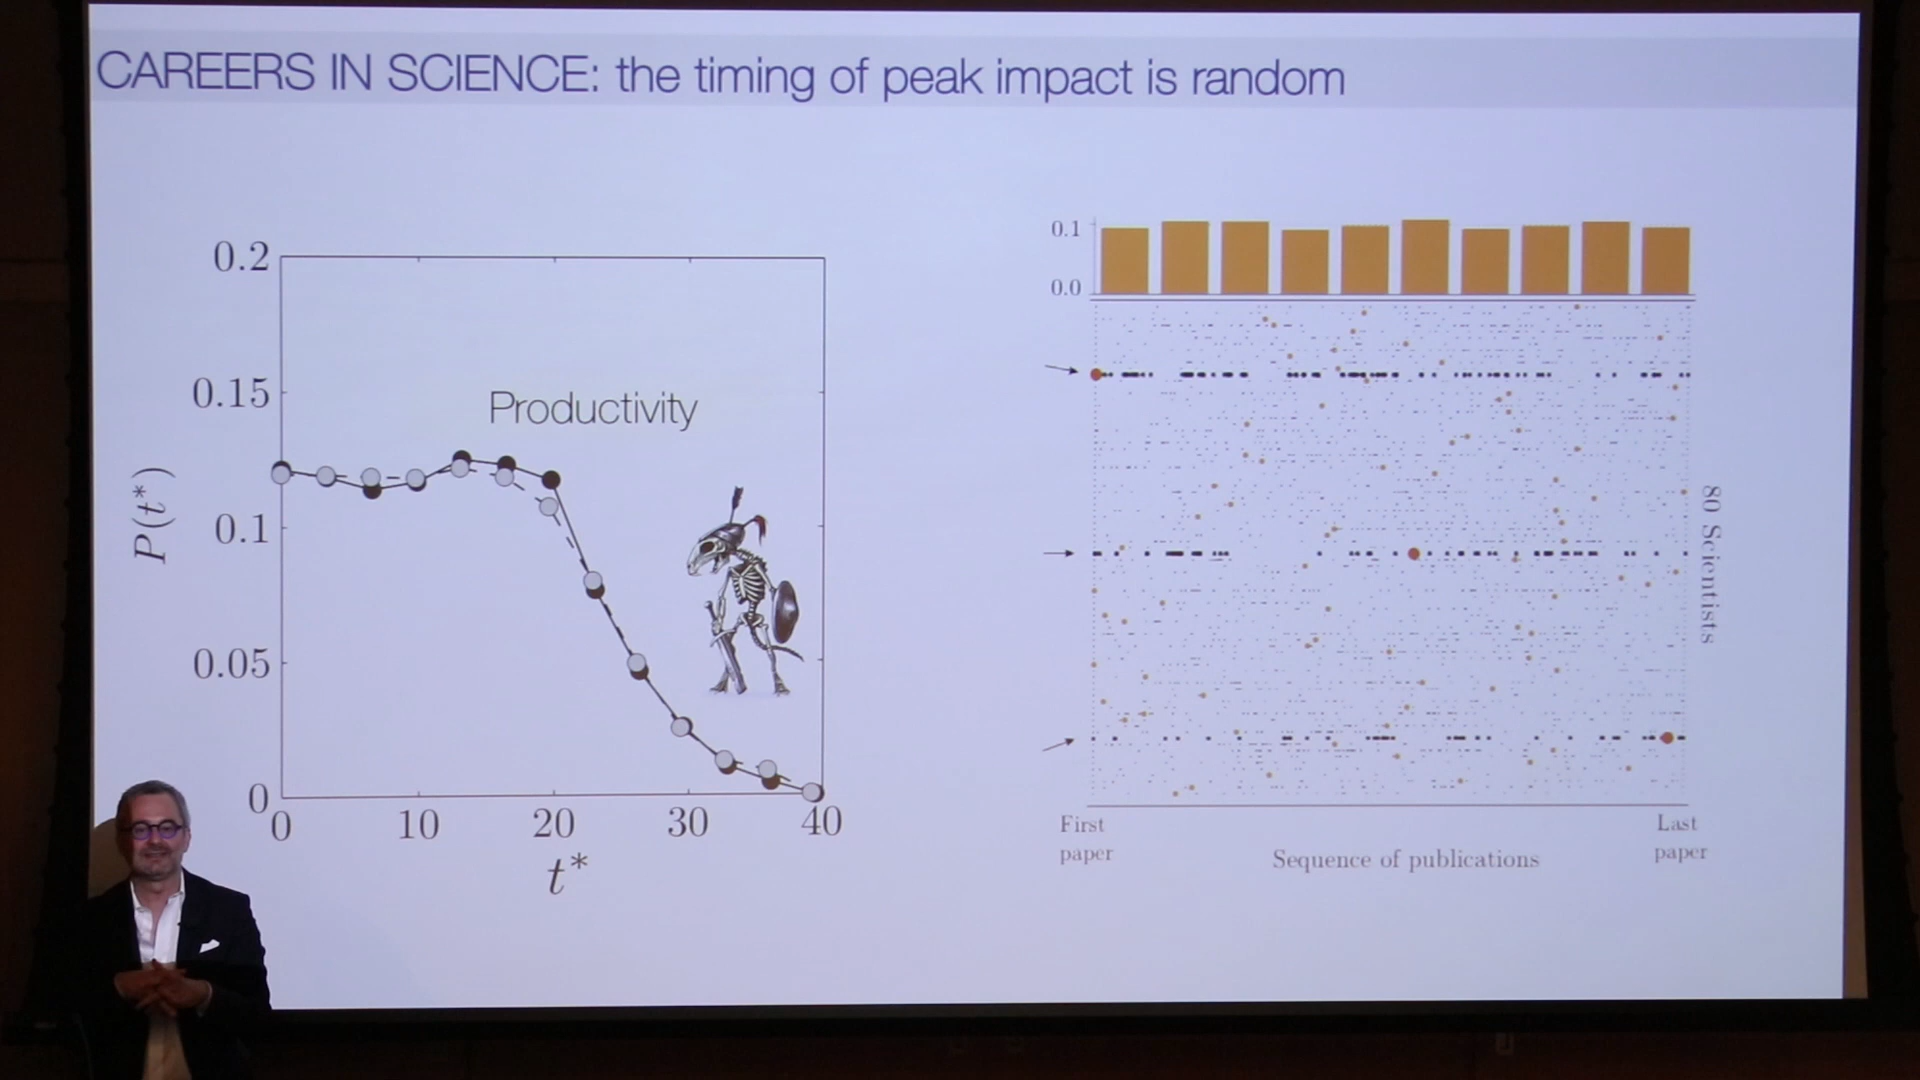 CAREERS IN SCIENCE: the timing of peak impact is random
0.2
0.15
0.1
0.05
0
P(t*)
Productivity
0
10
20
30
40
t*
0.1
0.0
80 Scientists
First paper
Last paper
Sequence of publications